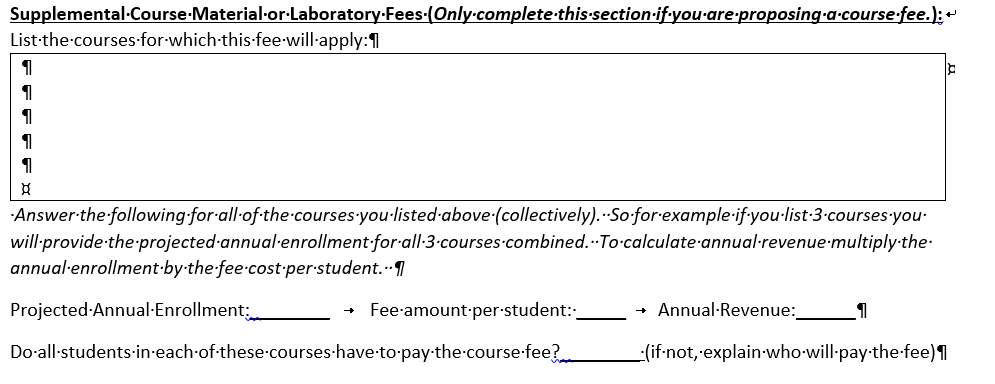 Supplemental·Course·Material·or·Laboratory·Fees·(Only·complete·this·section·if·you·are·proposing·a·course·fee.):↵
List·the·courses·for·which·this·fee·will·apply:¶
¶ ¤
¶
¶
¶
¶
¤
·Answer·the·following·for·all·of·the·courses·you·listed·above·(collectively).··So·for·example·if·you·list·3·courses·you·
will·provide·the·projected·annual·enrollment·for·all·3·courses·combined.··To·calculate·annual·revenue·multiply·the·
annual·enrollment·by·the·fee·cost·per·student.··¶
Projected·Annual·Enrollment:________ → Fee·amount·per·student:·_____ → Annual·Revenue:______¶
Do·all·students·in·each·of·these·courses·have·to·pay·the·course·fee?________·(if·not,·explain·who·will·pay·the·fee)¶